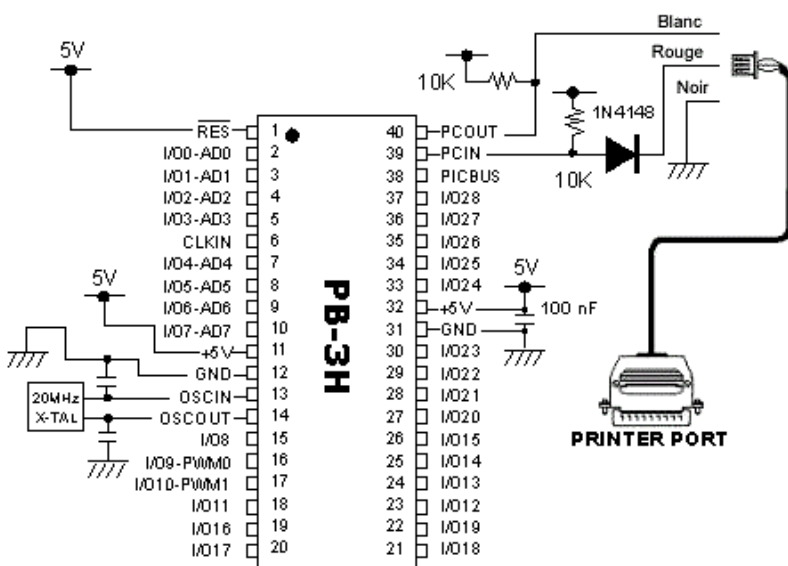 Blanc
Rouge
Noir
5V
10K
1N4148
10K
RES 1
I/O0-AD0 2
I/O1-AD1 3
I/O2-AD2 4
I/O3-AD3 5
CLKIN 6
I/O4-AD4 7
I/O5-AD5 8
I/O6-AD6 9
I/O7-AD7 10
+5V 11
GND 12
OSCIN 13
OSCOUT 14
I/O8 15
I/O9-PWM0 16
I/O10-PWM1 17
I/O11 18
I/O16 19
I/O17 20
5V
20MHz
X-TAL
PB-3H
40 PCOUT
39 PCIN
38 PICBUS
37 I/O28
36 I/O27
35 I/O26
34 I/O25
33 I/O24
32 +5V
31 GND
30 I/O23
29 I/O22
28 I/O21
27 I/O20
26 I/O15
25 I/O14
24 I/O13
23 I/O12
22 I/O19
21 I/O18
5V
100 nF
PRINTER PORT